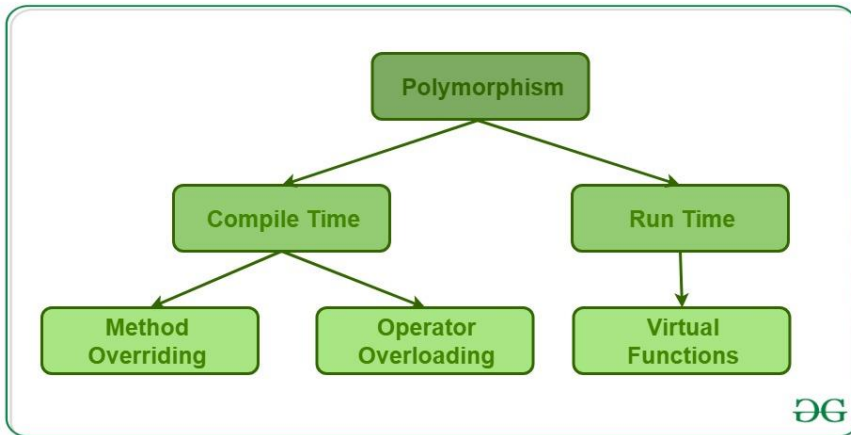 Polymorphism
Compile Time
Run Time
Method
Overriding
Operator
Overloading
Virtual
Functions